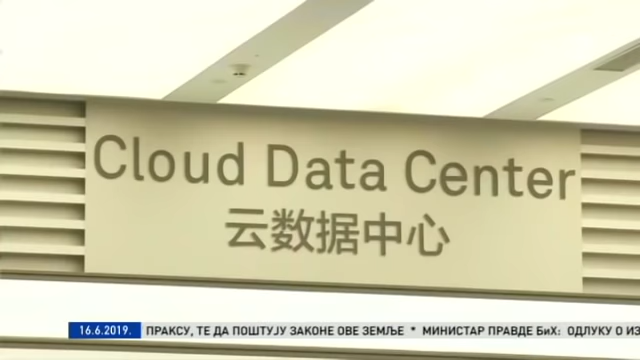 Cloud Data Center
云数据中心
16.6.2019. ПРАКСУ, ТЕ ДА ПОШТУЈУ ЗАКОНЕ ОВЕ ЗЕМЉЕ * МИНИСТАР ПРАВДЕ БиХ: ОДЛУКУ О ИЗ